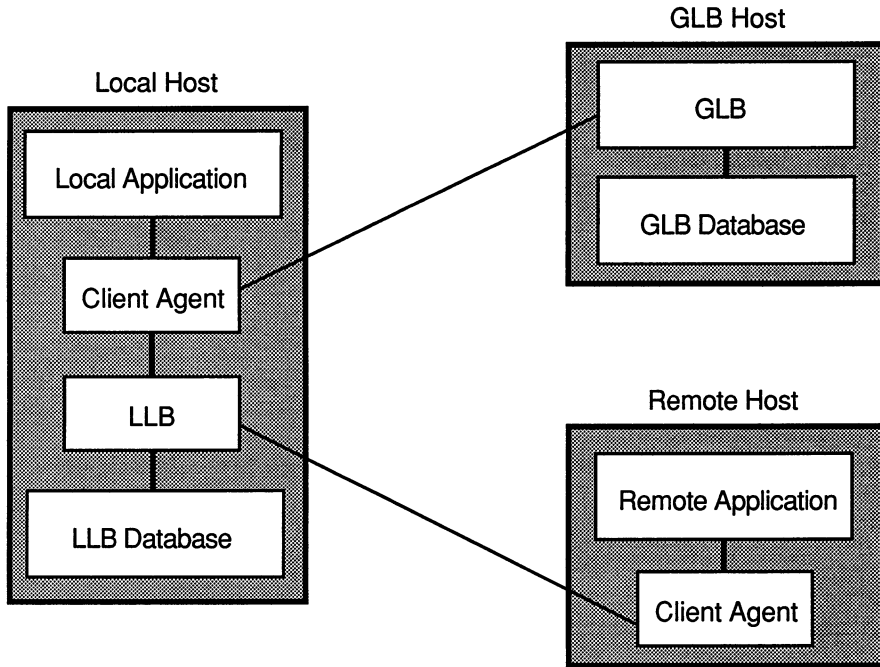 Local Host
Local Application
Client Agent
LLB
LLB Database
GLB Host
GLB
GLB Database
Remote Host
Remote Application
Client Agent